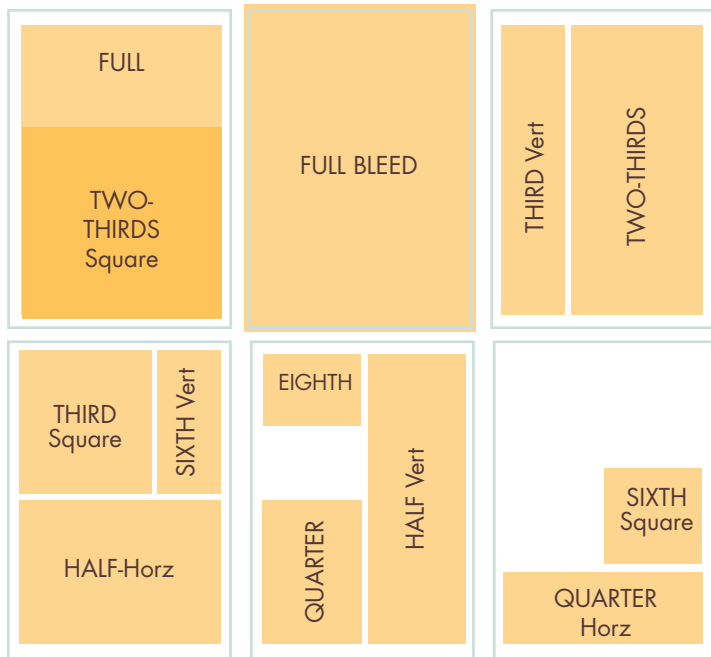 FULL
TWO-
THIRDS
Square
FULL BLEED
THIRD Vert
TWO-THIRDS
THIRD
Square
SIXTH Vert
HALF-Horz
EIGHTH
QUARTER
HALF Vert
SIXTH
Square
QUARTER
Horz